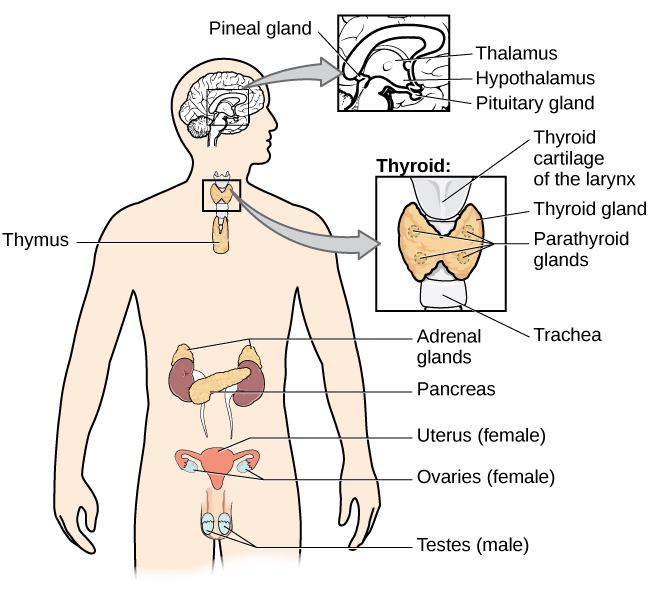 Pineal gland
Thalamus
Hypothalamus
Pituitary gland
Thyroid:
Thyroid
cartilage
of the larynx
Thyroid gland
Parathyroid
glands
Trachea
Thymus
Adrenal
glands
Pancreas
Uterus (female)
Ovaries (female)
Testes (male)